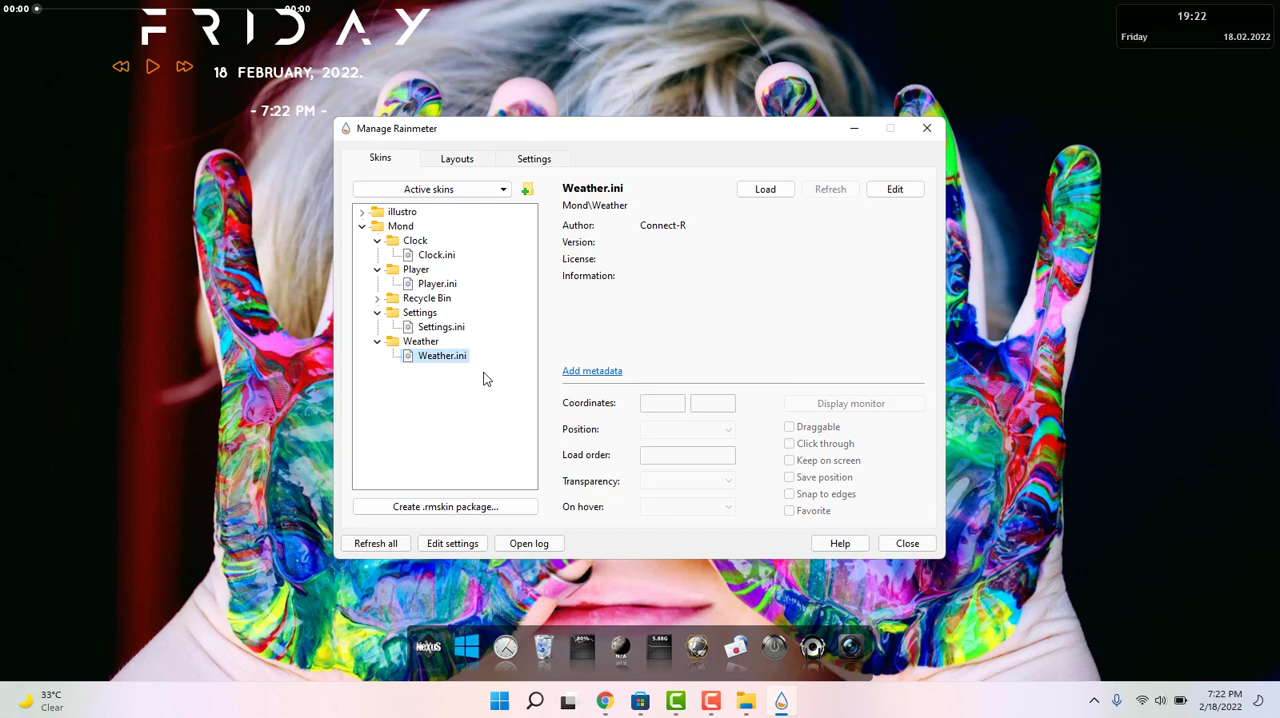 00:00
00:00
FRIDAY
18 FEBRUARY, 2022.
- 7:22 PM -
19:22
Friday 18.02.2022
Manage Rainmeter
Skins Layouts Settings
Active skins
illustro
Mond
Clock
Clock.ini
Player
Player.ini
Recycle Bin
Settings
Settings.ini
Weather
Weather.ini
Create .rmskin package...
Weather.ini
Mond\Weather
Load Refresh Edit
Author: Connect-R
Version:
License:
Information:
Add metadata
Coordinates:
Position:
Load order:
Transparency:
On hover:
Display monitor
Draggable
Click through
Keep on screen
Save position
Snap to edges
Favorite
Refresh all Edit settings Open log Help Close
NEXUS
80%
N/A
5.88G
33°C
Clear
7:22 PM
2/18/2022